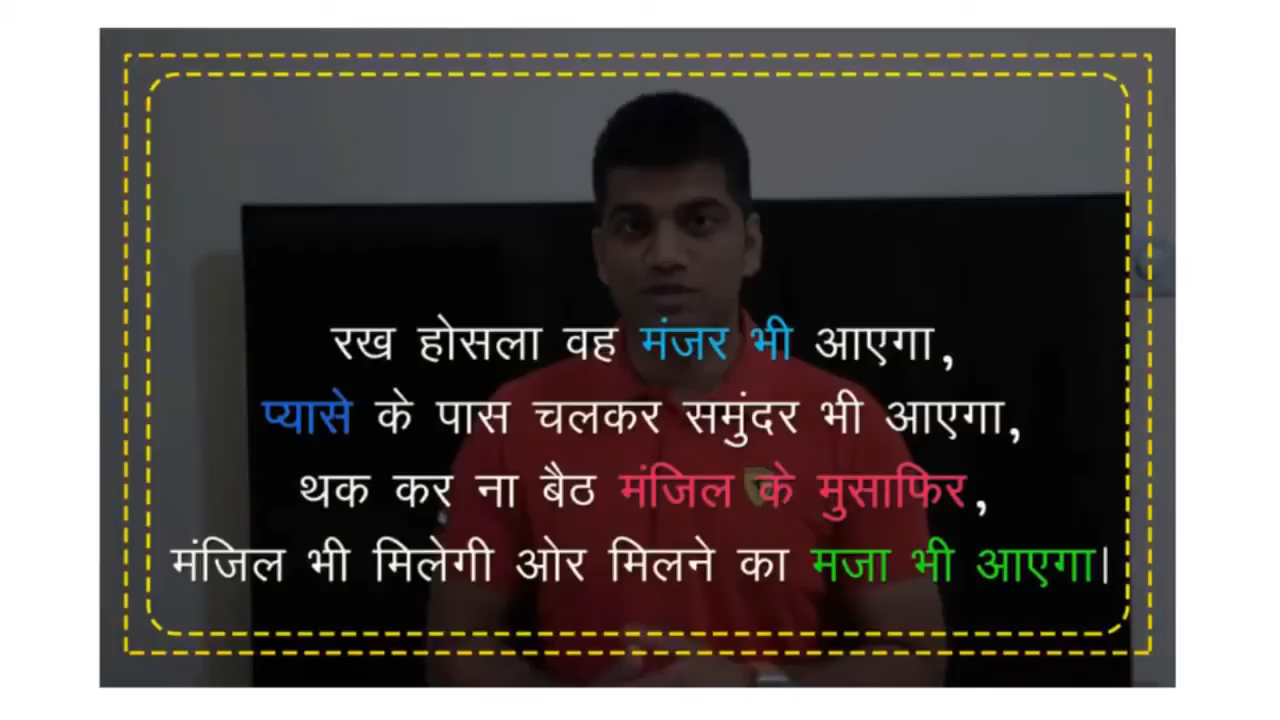 रख होसला वह मंजर भी आएगा,
प्यासे के पास चलकर समुंदर भी आएगा,
थक कर ना बैठ मंजिल के मुसाफिर,
मंजिल भी मिलेगी ओर मिलने का मजा भी आएगा।